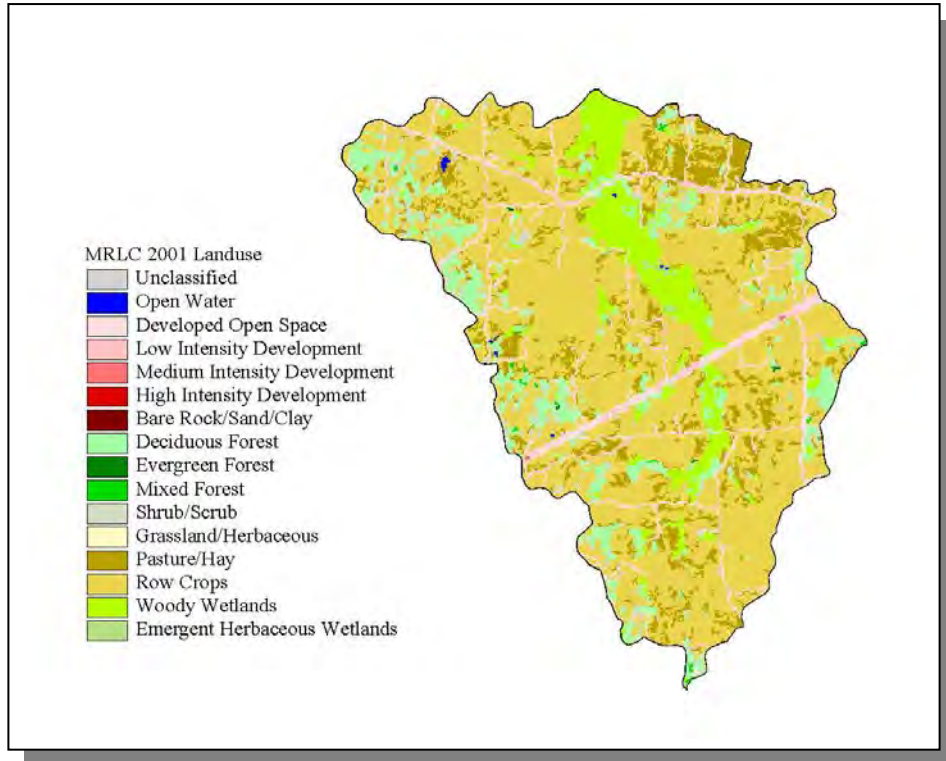 MRLC 2001 Landuse
Unclassified
Open Water
Developed Open Space
Low Intensity Development
Medium Intensity Development
High Intensity Development
Bare Rock/Sand/Clay
Deciduous Forest
Evergreen Forest
Mixed Forest
Shrub/Scrub
Grassland/Herbaceous
Pasture/Hay
Row Crops
Woody Wetlands
Emergent Herbaceous Wetlands